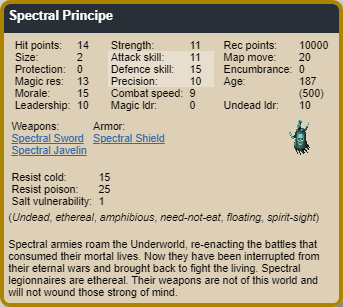 Spectral Principe
Hit points: 14 Strength: 11 Rec points: 10000
Size: 2 Attack skill: 11 Map move: 20
Protection: 0 Defence skill: 15 Encumbrance: 0
Magic res: 13 Precision: 10 Age: 187
Morale: 15 Combat speed: 9 (500)
Leadership: 10 Magic ldr: 0 Undead ldr: 10
Weapons: Armor:
Spectral Sword Spectral Shield
Spectral Javelin
Resist cold: 15
Resist poison: 25
Salt vulnerability: 1
(Undead, ethereal, amphibious, need-not-eat, floating, spirit-sight)
Spectral armies roam the Underworld, re-enacting the battles that
consumed their mortal lives. Now they have been interrupted from
their eternal wars and brought back to fight the living. Spectral
legionnaires are ethereal. Their weapons are not of this world and
will not wound those strong of mind.